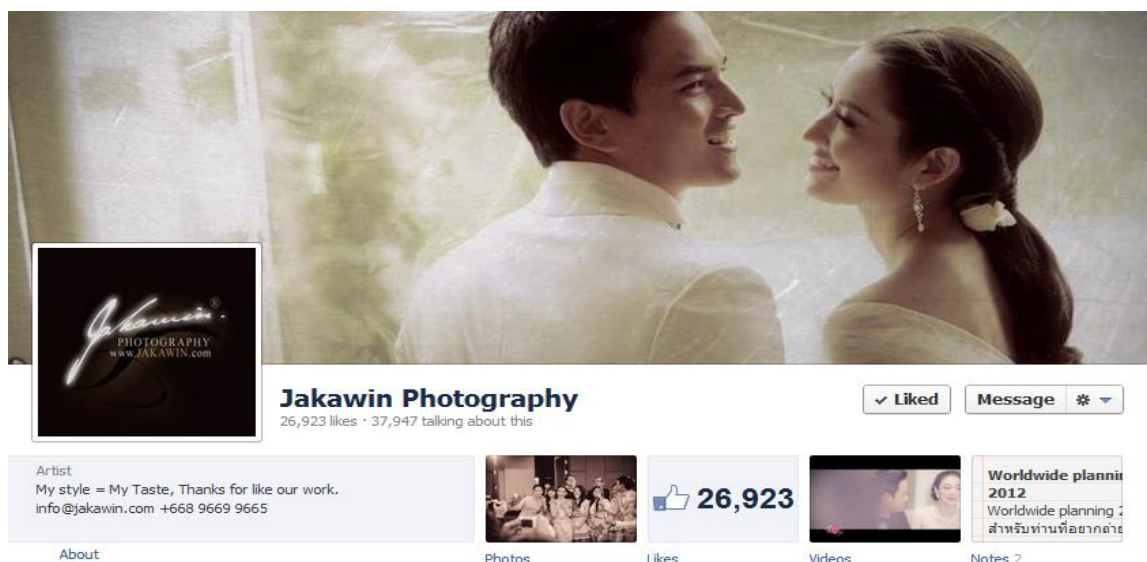 Jakawin ®
PHOTOGRAPHY
www.JAKAWIN.com
Jakawin Photography
26,923 likes · 37,947 talking about this
Liked
Message
Artist
My style = My Taste, Thanks for like our work.
info@jakawin.com +668 9669 9665
About
26,923
Worldwide plannin
2012
Worldwide planning 2
สำหรับท่านที่อยากถ่าย
Photos
Likes
Videos
Notes 2